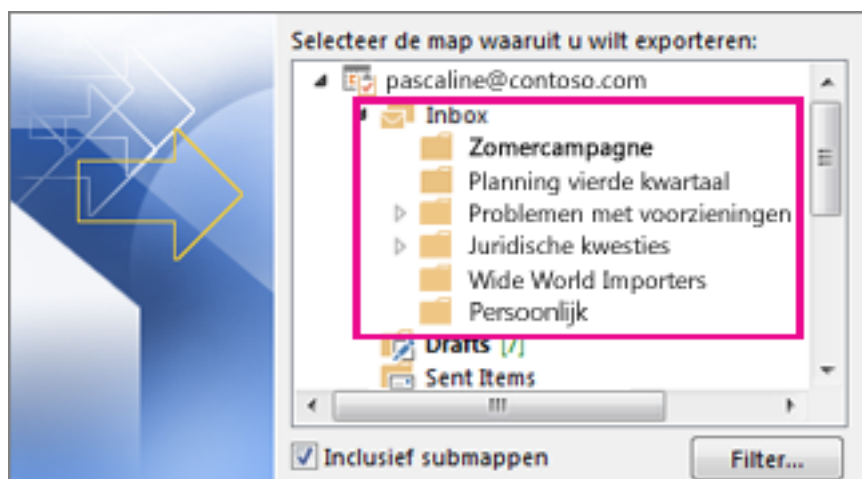 Selecteer de map waaruit u wilt exporteren:
pascaline@contoso.com
Inbox
Zomercampagne
Planning vierde kwartaal
Problemen met voorzieningen
Juridische kwesties
Wide World Importers
Persoonlijk
Drafts [7]
Sent Items
Inclusief submappen
Filter...